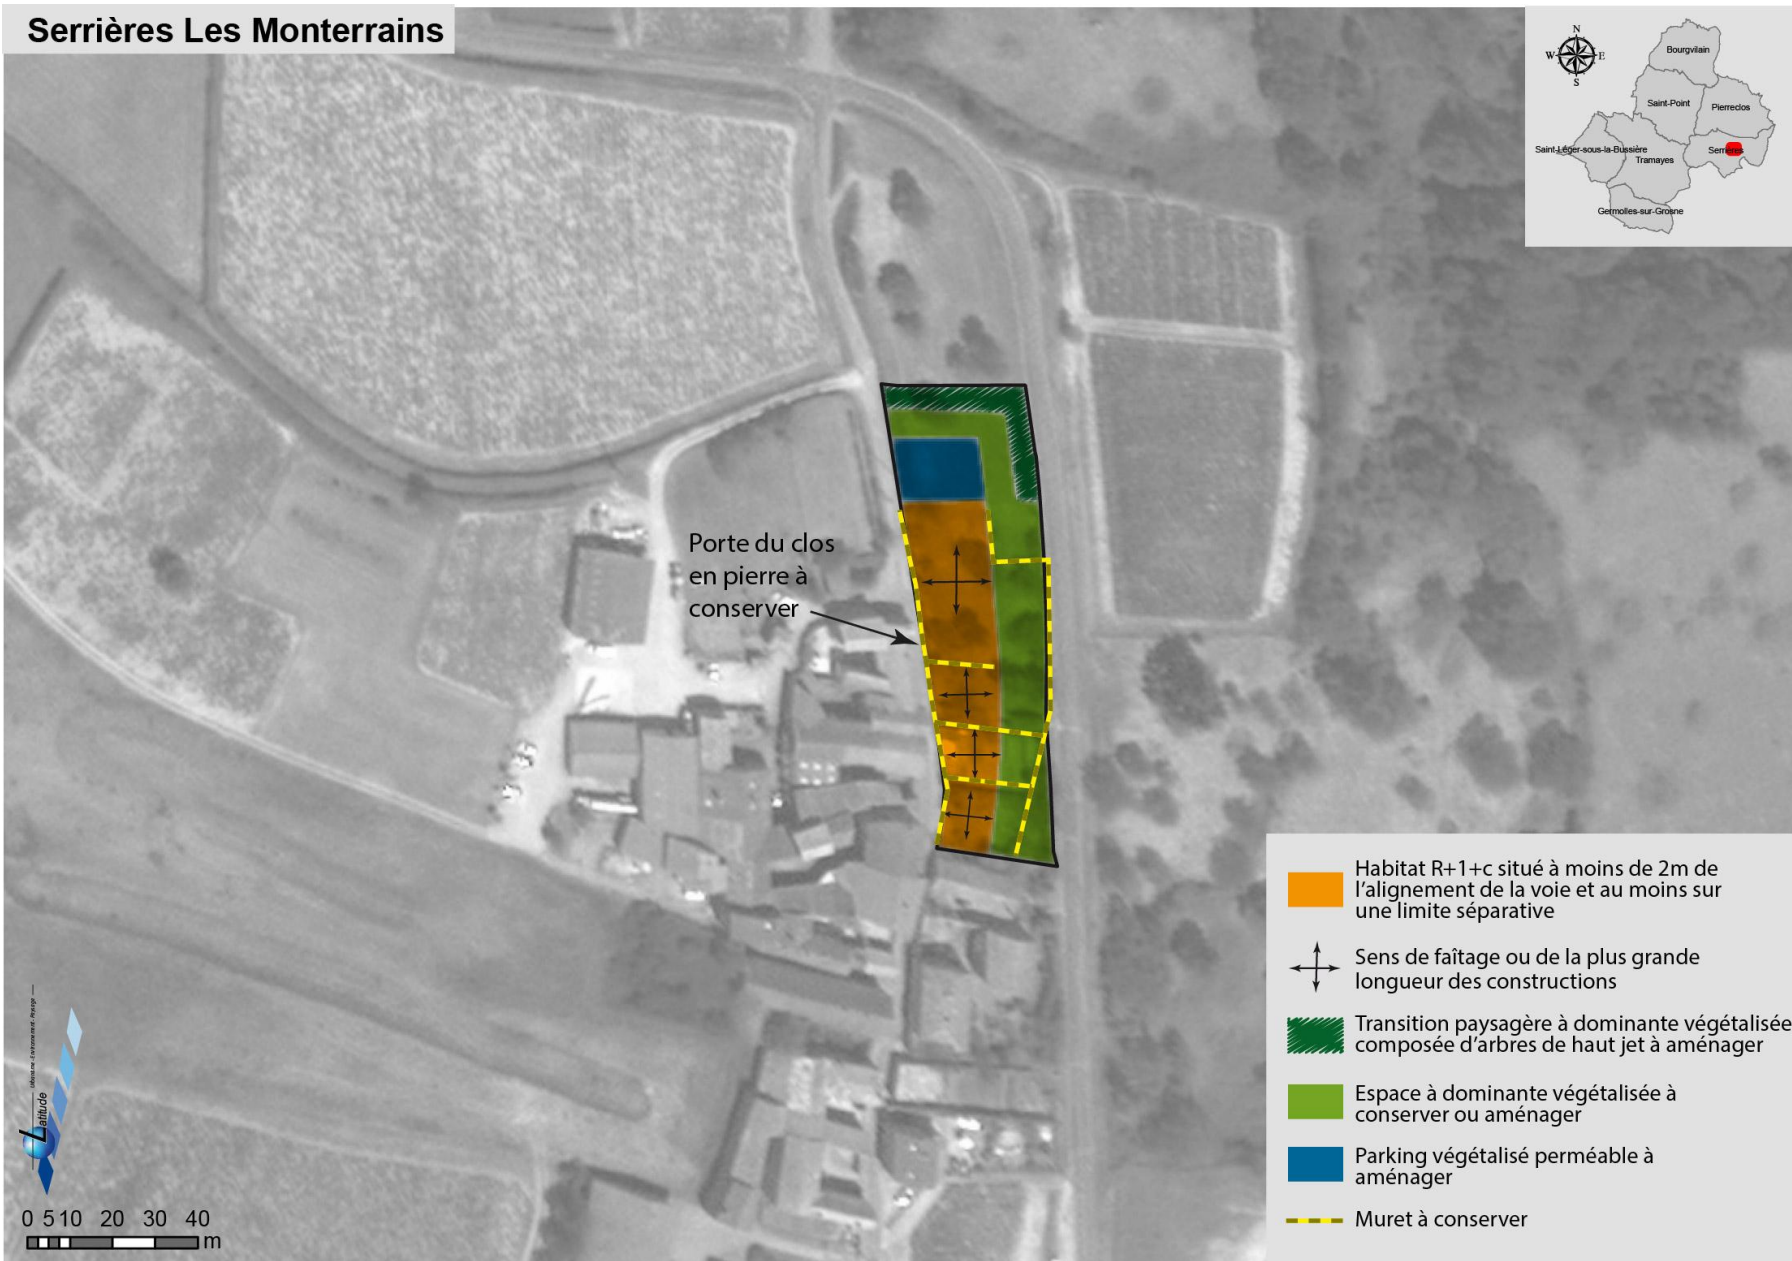 Serrières Les Monterrains
N
W E
S
Bourgvilain
Saint-Point
Pierreclos
Saint-Léger-sous-la-Bussière
Serrières
Tramayes
Germolles-sur-Grosne
Porte du clos
en pierre à
conserver
Habitat R+1+c situé à moins de 2m de
l'alignement de la voie et au moins sur
une limite séparative
Sens de faîtage ou de la plus grande
longueur des constructions
Transition paysagère à dominante végétalisée
composée d'arbres de haut jet à aménager
Espace à dominante végétalisée à
conserver ou aménager
Parking végétalisé perméable à
aménager
Muret à conserver
Latitude
Urbanisme - Environnement - Paysage
0 5 10 20 30 40
m